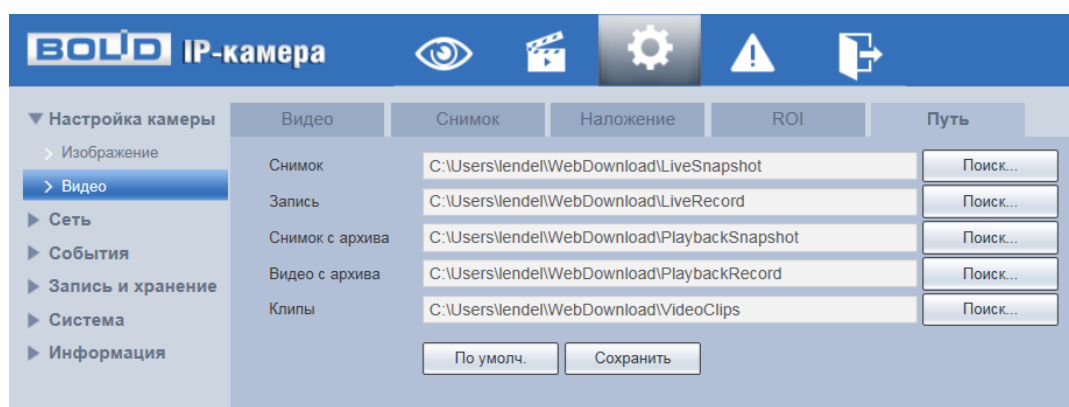 BOLID IP-камера
Настройка камеры
Изображение
Видео
Сеть
События
Запись и хранение
Система
Информация
Видео Снимок Наложение ROI Путь
Снимок C:\Users\lendel\WebDownload\LiveSnapshot Поиск...
Запись C:\Users\lendel\WebDownload\LiveRecord Поиск...
Снимок с архива C:\Users\lendel\WebDownload\PlaybackSnapshot Поиск...
Видео с архива C:\Users\lendel\WebDownload\PlaybackRecord Поиск...
Клипы C:\Users\lendel\WebDownload\VideoClips Поиск...
По умолч. Сохранить